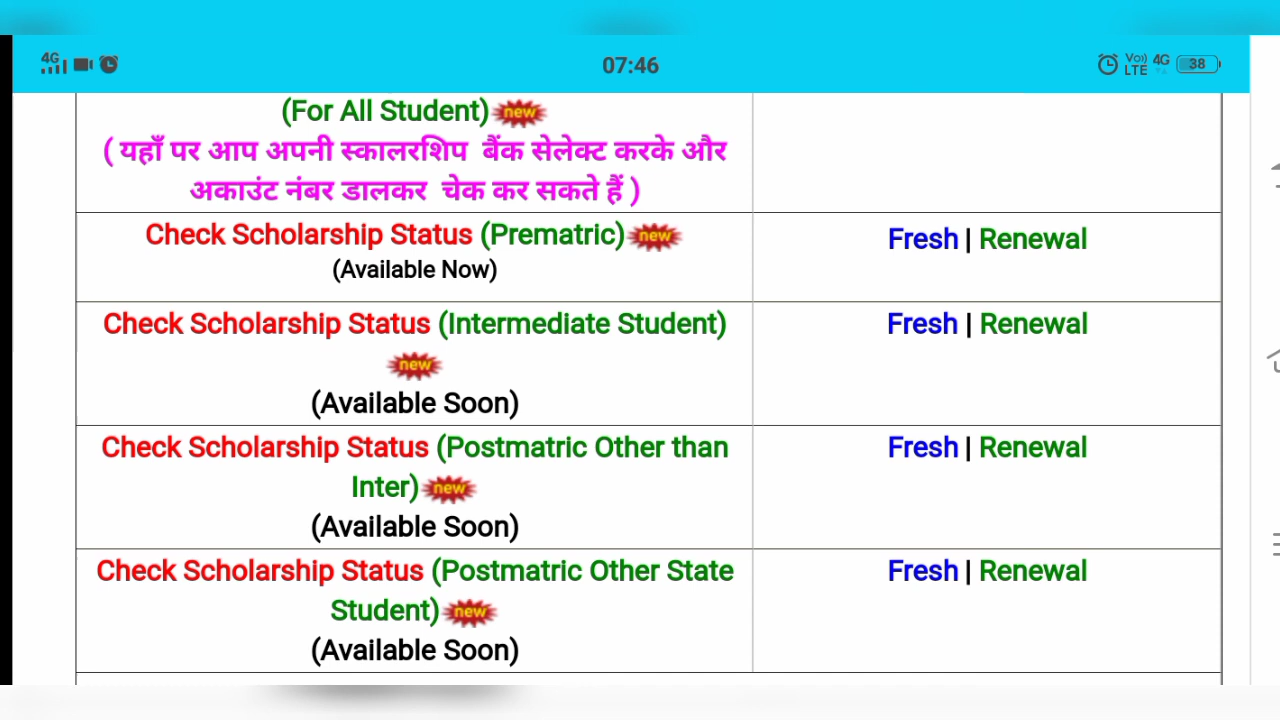 4G 07:46 Vo)) LTE 4G 38
(For All Student) new
( यहाँ पर आप अपनी स्कालरशिप बैंक सेलेक्ट करके और
अकाउंट नंबर डालकर चेक कर सकते हैं )
Check Scholarship Status (Prematric) new
(Available Now)
Fresh | Renewal
Check Scholarship Status (Intermediate Student)
new
(Available Soon)
Fresh | Renewal
Check Scholarship Status (Postmatric Other than
Inter) new
(Available Soon)
Fresh | Renewal
Check Scholarship Status (Postmatric Other State
Student) new
(Available Soon)
Fresh | Renewal